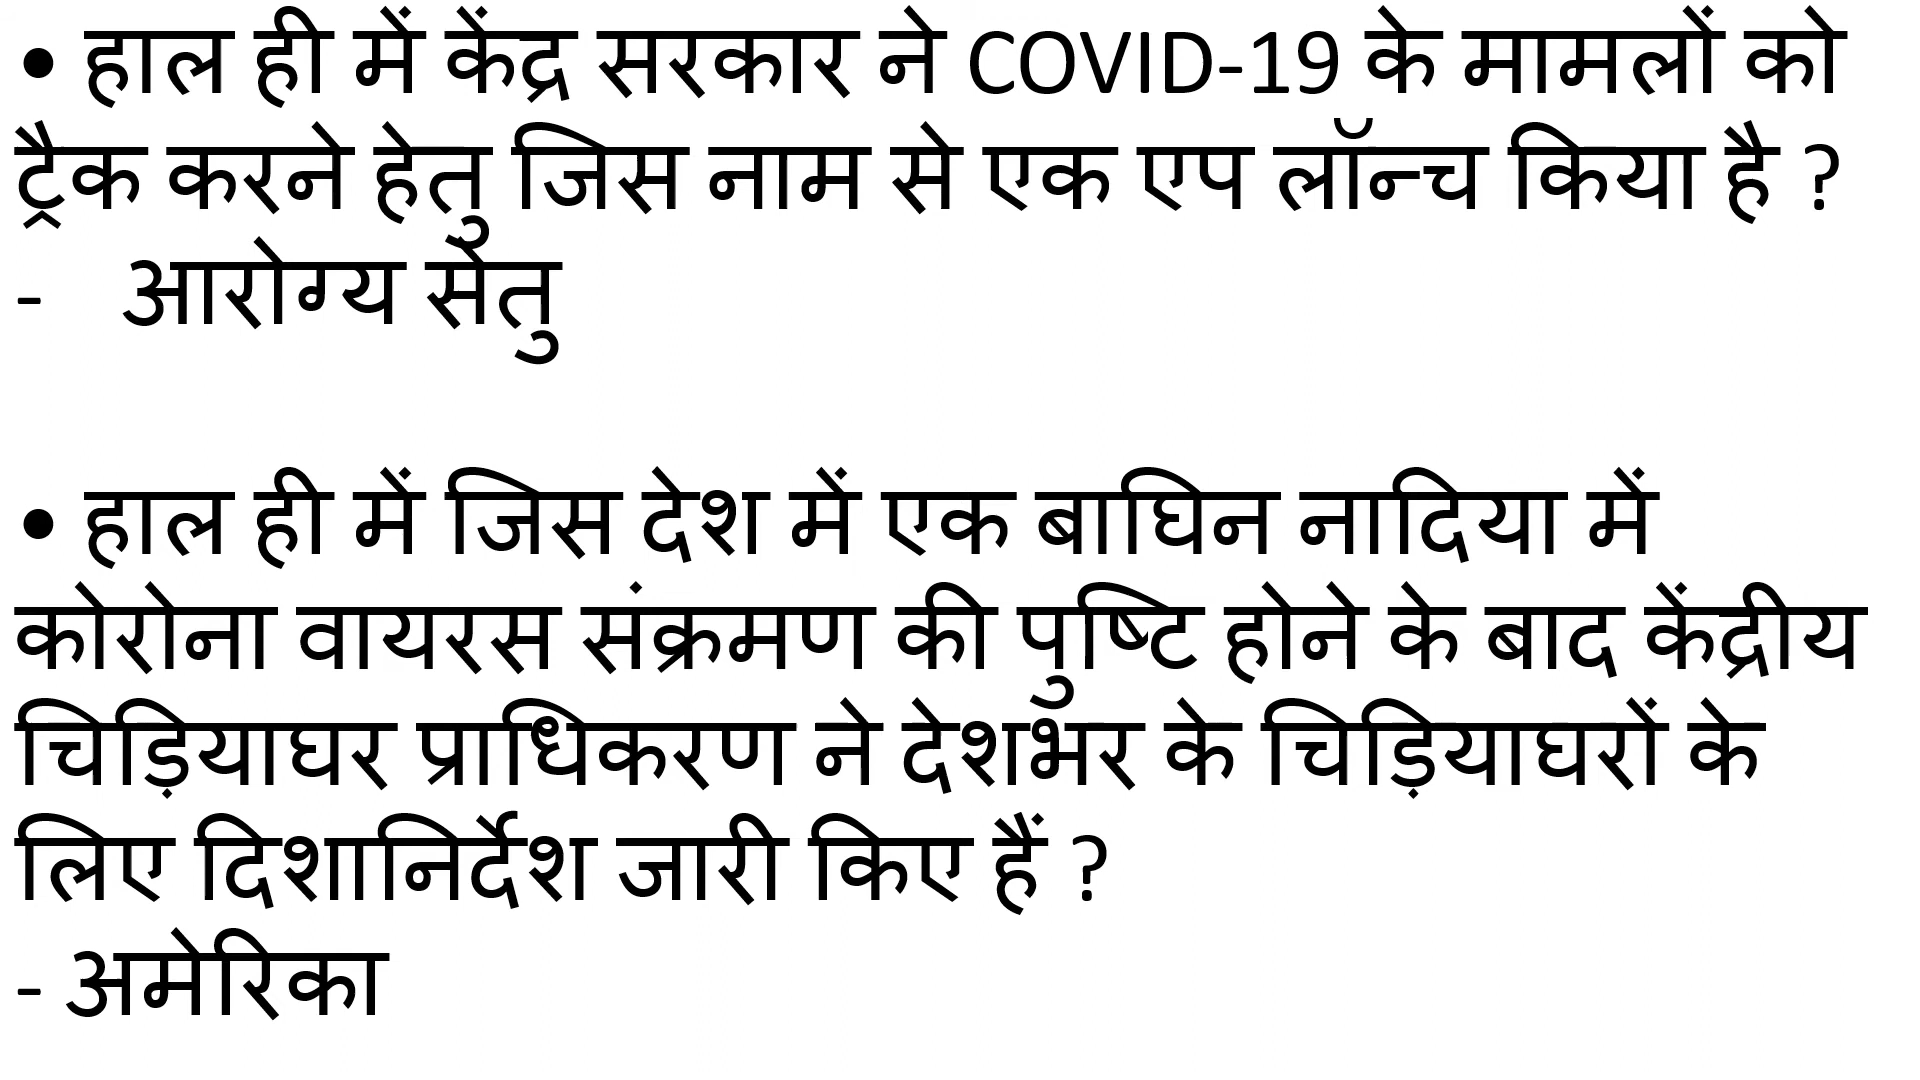 • हाल ही में केंद्र सरकार ने COVID-19 के मामलों को
ट्रैक करने हेतु जिस नाम से एक एप लॉन्च किया है ?
- आरोग्य सेतु
• हाल ही में जिस देश में एक बाघिन नादिया में
कोरोना वायरस संक्रमण की पुष्टि होने के बाद केंद्रीय
चिड़ियाघर प्राधिकरण ने देशभर के चिड़ियाघरों के
लिए दिशानिर्देश जारी किए हैं ?
- अमेरिका